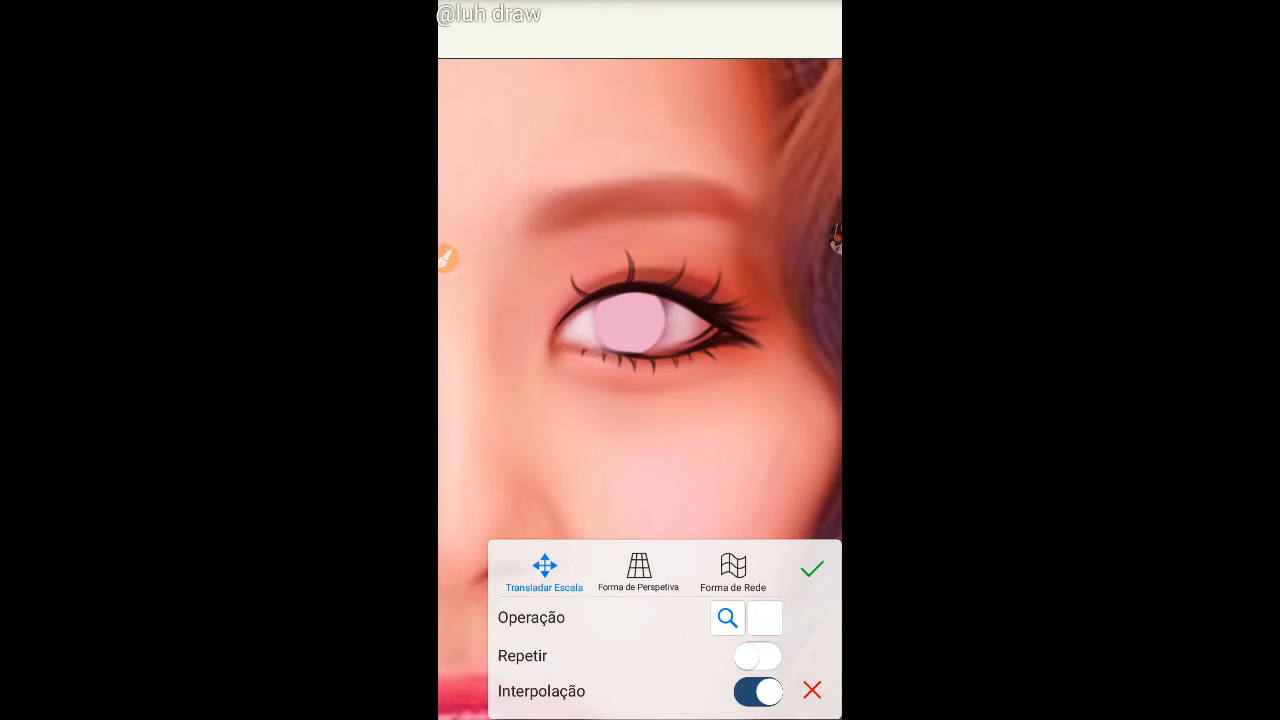 @luh draw
Transladar Escala
Forma de Perspetiva
Forma de Rede
Operação
Repetir
Interpolação